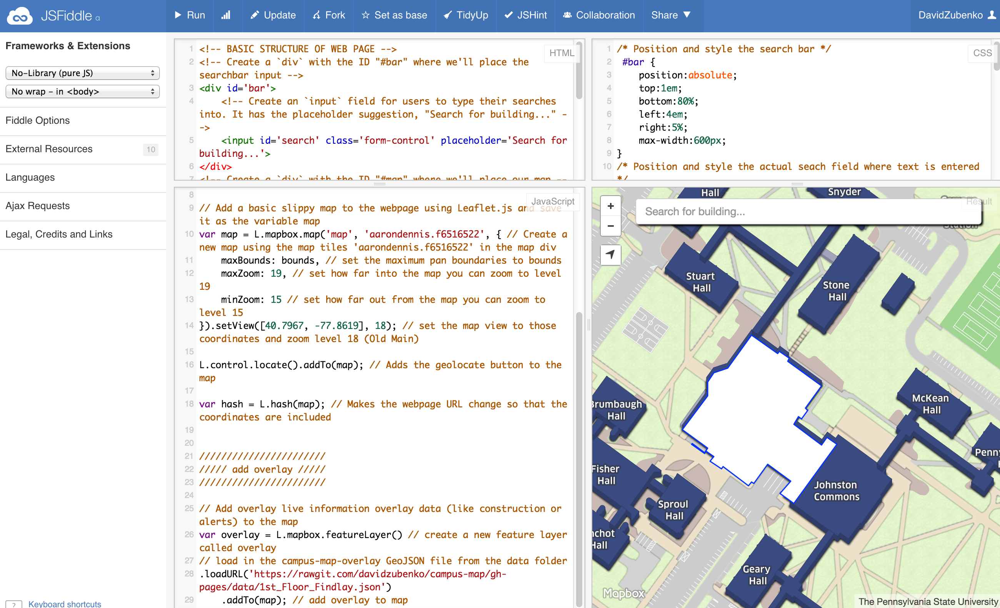 JSFiddle α
Run
Update
Fork
Set as base
TidyUp
JSHint
Collaboration
Share
DavidZubenko
Frameworks & Extensions
No-Library (pure JS)
No wrap - in <body>
Fiddle Options
External Resources 10
Languages
Ajax Requests
Legal, Credits and Links
? Keyboard shortcuts
HTML
1 <!-- BASIC STRUCTURE OF WEB PAGE -->
2 <!-- Create a `div` with the ID "#bar" where we'll place the
searchbar input -->
3 <div id='bar'>
4 <!-- Create an `input` field for users to type their searches
into. It has the placeholder suggestion, "Search for building..." -
->
5 <input id='search' class='form-control' placeholder='Search for
building...'>
6 </div>
7 <!-- Create a `div` with the ID "#map" where we'll place our map --
CSS
1 /* Position and style the search bar */
2 #bar {
3 position:absolute;
4 top:1em;
5 bottom:80%;
6 left:4em;
7 right:5%;
8 max-width:600px;
9 }
10 /* Position and style the actual seach field where text is entered
*/
JavaScript
8
9 // Add a basic slippy map to the webpage using Leaflet.js and save
it as the variable map
10 var map = L.mapbox.map('map', 'aarondennis.f6516522', { // Create a
new map using the map tiles 'aarondennis.f6516522' in the map div
11 maxBounds: bounds, // set the maximum pan boundaries to bounds
12 maxZoom: 19, // set how far into the map you can zoom to level
19
13 minZoom: 15 // set how far out from the map you can zoom to
level 15
14 }).setView([40.7967, -77.8619], 18); // set the map view to those
coordinates and zoom level 18 (Old Main)
15
16 L.control.locate().addTo(map); // Adds the geolocate button to the
map
17
18 var hash = L.hash(map); // Makes the webpage URL change so that the
coordinates are included
19
20
21 ///////////////////////
22 ///// add overlay /////
23 ///////////////////////
24
25 // Add overlay live information overlay data (like construction or
alerts) to the map
26 var overlay = L.mapbox.featureLayer() // create a new feature layer
called overlay
27 // load in the campus-map-overlay GeoJSON file from the data folder
28 .loadURL('https://rawgit.com/davidzubenko/campus-map/gh-
pages/data/1st_Floor_Findlay.json')
29 .addTo(map); // add overlay to map
Result
+
−
Search for building...
Hall
Snyder
Station
Stuart
Hall
Stone
Hall
Brumbaugh
Hall
McKean
Hall
Penny
Fisher
Hall
Johnston
Commons
Sproul
Hall
nchot
Hall
Geary
Hall
Mapbox
The Pennsylvania State University